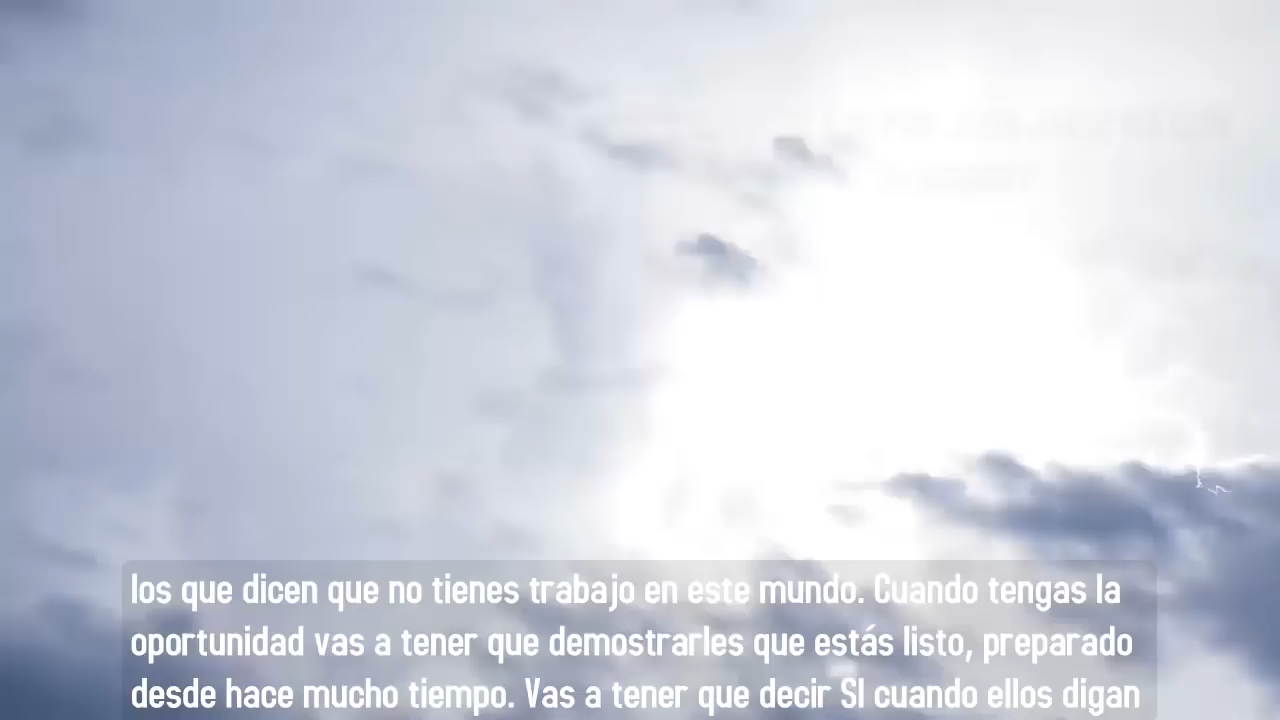 los que dicen que no tienes trabajo en este mundo. Cuando tengas la
oportunidad vas a tener que demostrarles que estás listo, preparado
desde hace mucho tiempo. Vas a tener que decir SI cuando ellos digan